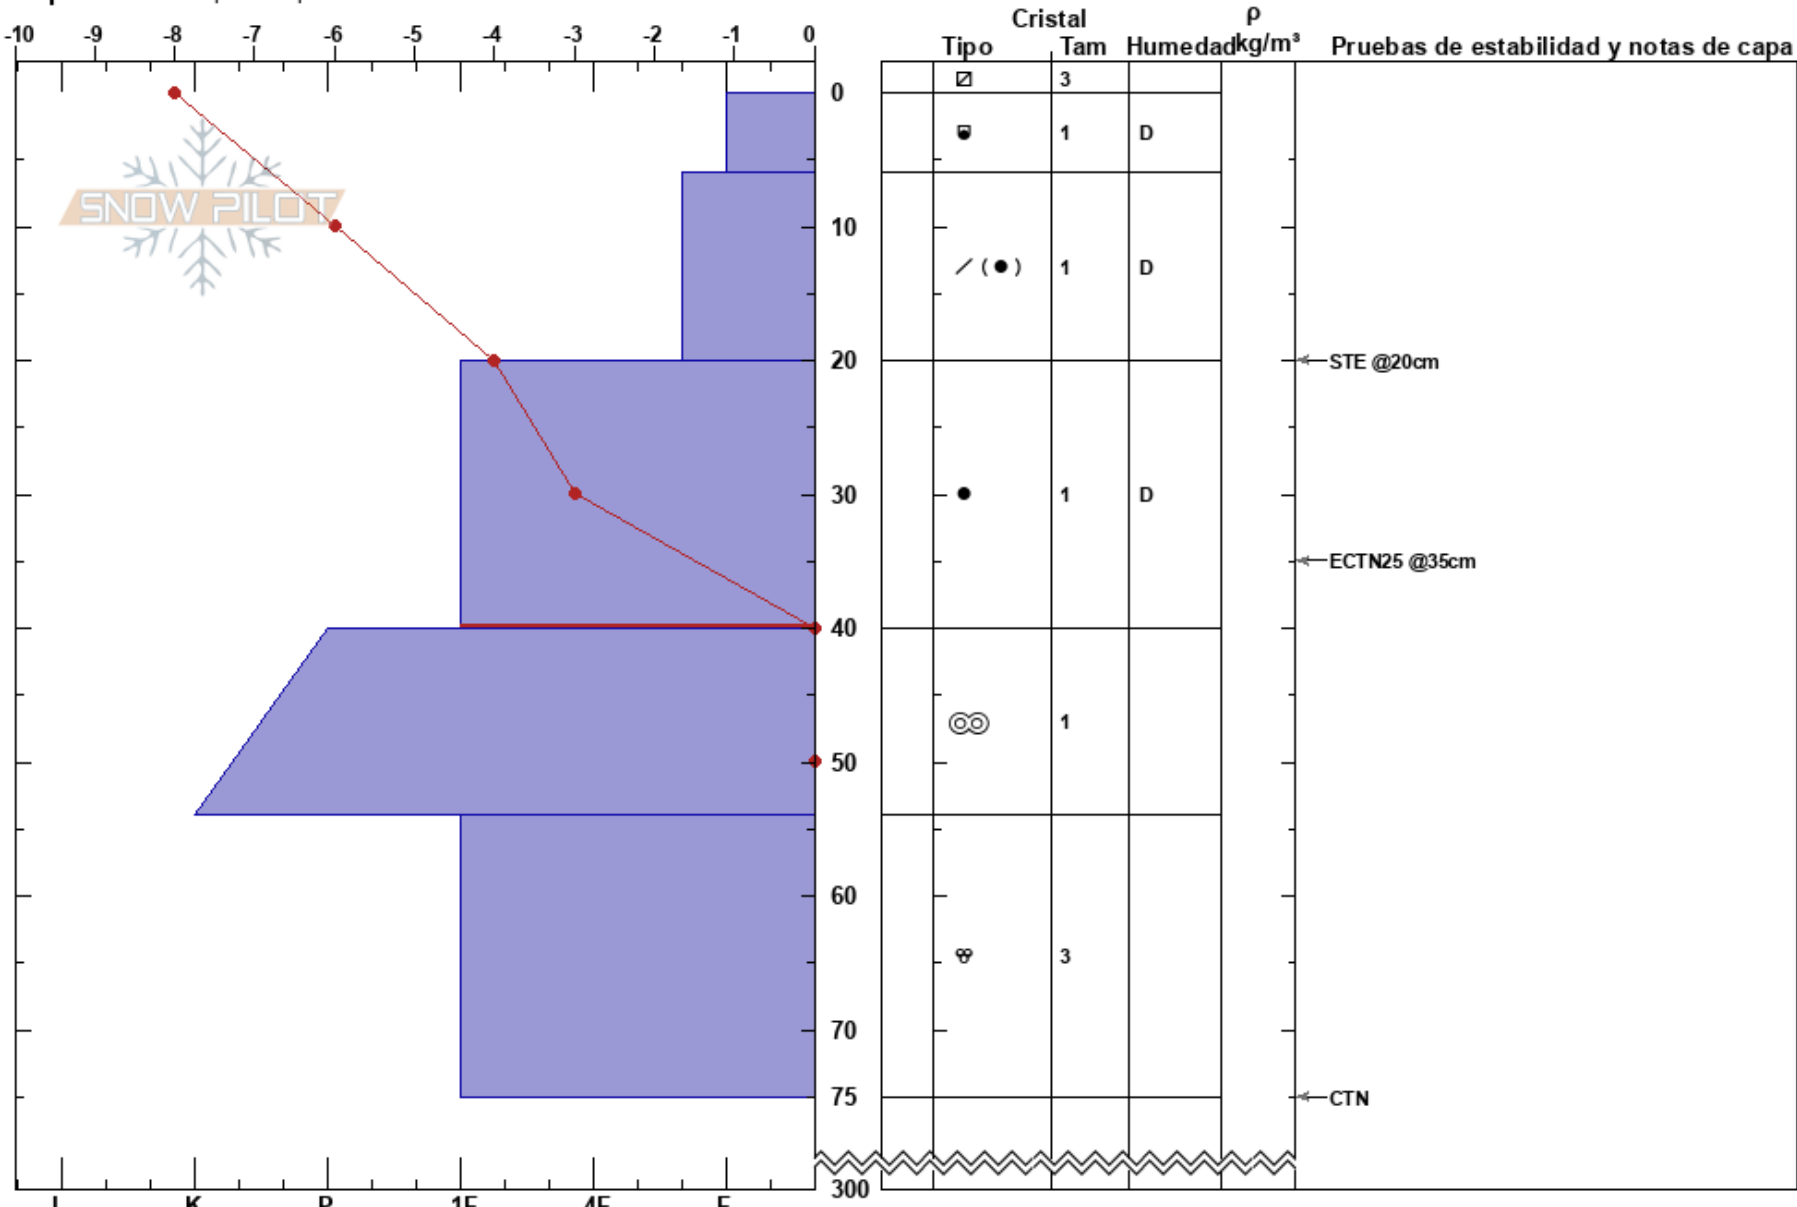 Cristal ρ
-10 -9 -8 -7 -6 -5 -4 -3 -2 -1 0 Tipo Tam Humedad kg/m³ Pruebas de estabilidad y notas de capa
3
0
1 D
SNOW PILOT
10
( ) 1 D
20 STE @20cm
30 1 D
ECTN25 @35cm
40
1
50
60
3
70
75 CTN
300
I K P 1F 4F F